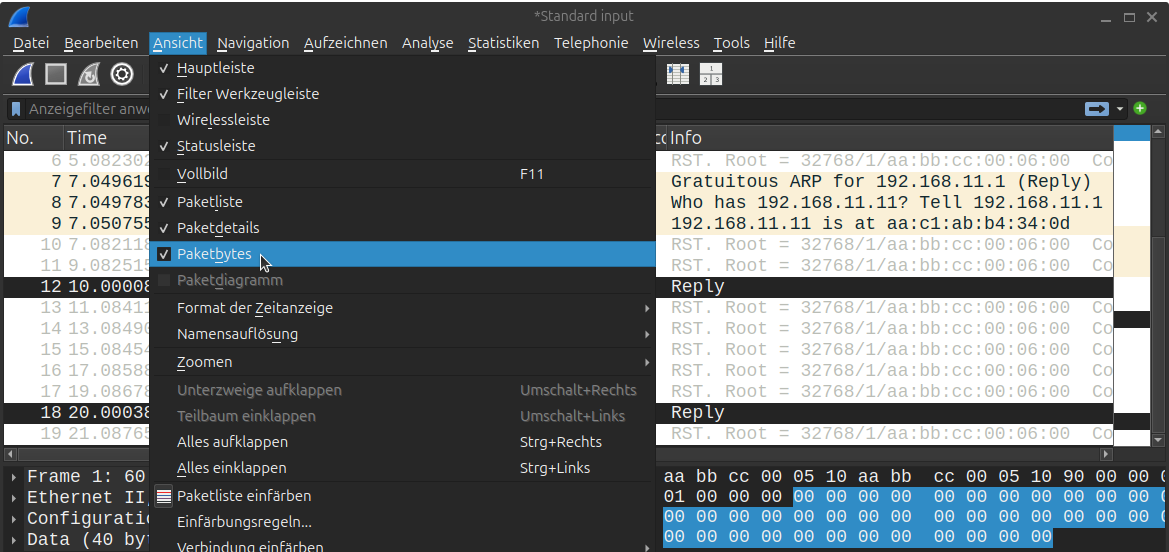 *Standard input
Datei Bearbeiten Ansicht Navigation Aufzeichnen Analyse Statistiken Telephonie Wireless Tools Hilfe
Hauptleiste
Filter Werkzeugleiste
Wirelessleiste
Statusleiste
Vollbild F11
Paketliste
Paketdetails
Paketbytes
Paketdiagramm
Format der Zeitanzeige
Namensauflösung
Zoomen
Unterzweige aufklappen Umschalt+Rechts
Teilbaum einklappen Umschalt+Links
Alles aufklappen Strg+Rechts
Alles einklappen Strg+Links
Paketliste einfärben
Einfärbungsregeln...
Verbindung einfärben
Anzeigefilter anw
No. Time Info
6 5.082302 RST. Root = 32768/1/aa:bb:cc:00:06:00 Co
7 7.049619 Gratuitous ARP for 192.168.11.1 (Reply)
8 7.049783 Who has 192.168.11.11? Tell 192.168.11.1
9 7.050755 192.168.11.11 is at aa:c1:ab:b4:34:0d
10 7.082118 RST. Root = 32768/1/aa:bb:cc:00:06:00 Co
11 9.082515 RST. Root = 32768/1/aa:bb:cc:00:06:00 Co
12 10.00008 Reply
13 11.08411 RST. Root = 32768/1/aa:bb:cc:00:06:00 Co
14 13.08490 RST. Root = 32768/1/aa:bb:cc:00:06:00 Co
15 15.08454 RST. Root = 32768/1/aa:bb:cc:00:06:00 Co
16 17.08588 RST. Root = 32768/1/aa:bb:cc:00:06:00 Co
17 19.08678 RST. Root = 32768/1/aa:bb:cc:00:06:00 Co
18 20.00038 Reply
19 21.08765 RST. Root = 32768/1/aa:bb:cc:00:06:00 Co
Frame 1: 60
Ethernet II,
Configuratio
Data (40 by
aa bb cc 00 05 10 aa bb cc 00 05 10 90 00 00 0
01 00 00 00 00 00 00 00 00 00 00 00 00 00 00 0
00 00 00 00 00 00 00 00 00 00 00 00 00 00 00 0
00 00 00 00 00 00 00 00 00 00 00 00